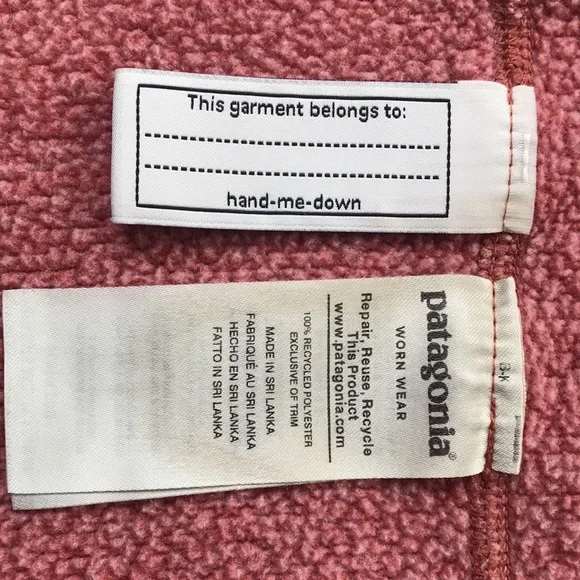 This garment belongs to:
hand-me-down
patagonia®
WORN WEAR
Repair, Reuse, Recycle
This Product
www.patagonia.com
100% RECYCLED POLYESTER
EXCLUSIVE OF TRIM
MADE IN SRI LANKA
FABRIQUÉ AU SRI LANKA
HECHO EN SRI LANKA
FATTO IN SRI LANKA